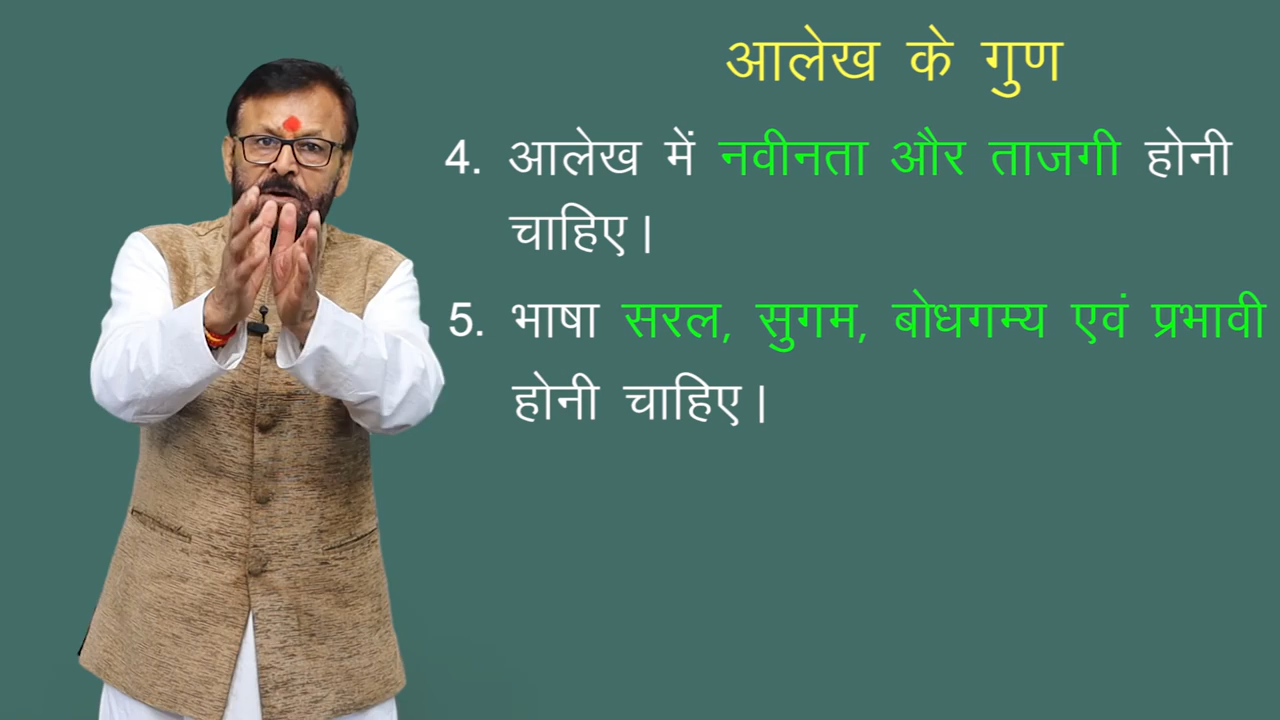 आलेख के गुण
4. आलेख में नवीनता और ताजगी होनी
चाहिए।
5. भाषा सरल, सुगम, बोधगम्य एवं प्रभावी
होनी चाहिए।